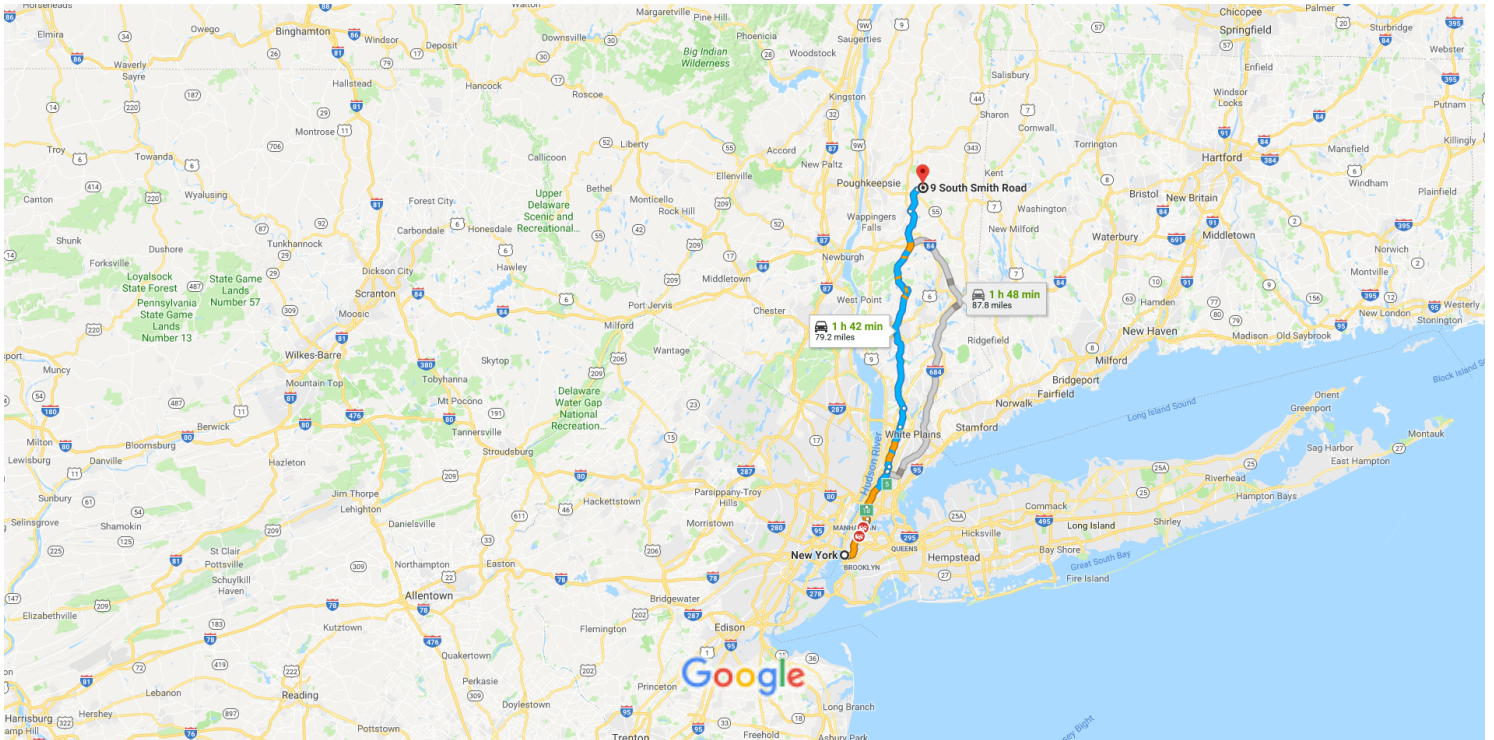 Horseheads
Walton
Margaretville
Pine Hill
Phoenicia
Saugerties
Chicopee
Palmer
Elmira
Owego
Binghamton
Windsor
Deposit
Downsville
Big Indian
Wilderness
Woodstock
Springfield
Sturbridge
Waverly
Sayre
Hallstead
Hancock
Roscoe
Kingston
Salisbury
Sharon
Cornwall
Enfield
Windsor
Locks
Webster
Putnam
Montrose
Callicoon
Liberty
Accord
New Paltz
Torrington
Mansfield
Killingly
Troy
Towanda
Ellenville
Poughkeepsie
9 South Smith Road
Kent
Hartford
Windham
Plainfield
Canton
Wyalusing
Forest City
Upper
Delaware
Scenic and
Recreational...
Bethel
Monticello
Rock Hill
Wappingers
Falls
Washington
New Milford
Bristol
New Britain
Shunk
Dushore
Tunkhannock
Carbondale
Honesdale
Waterbury
Middletown
Norwich
Forksville
Loyalsock
State Forest
State Game
Lands
Number 57
Dickson City
Hawley
Middletown
Newburgh
Montville
Pennsylvania
State Game
Lands
Number 13
Scranton
Moosic
Port Jervis
Milford
Chester
West Point
1 h 48 min
87.8 miles
Hamden
New Haven
Madison
Old Saybrook
New London
Westerly
Stonington
1 h 42 min
79.2 miles
Ridgefield
Milford
Wilkes-Barre
Skytop
Wantage
Muncy
Mountain Top
Tobyhanna
Mt Pocono
Delaware
Water Gap
National
Recreation...
Bridgeport
Fairfield
Norwalk
Long Island Sound
Block Island
Orient
Greenport
Milton
Berwick
Bloomsburg
Tannersville
Stroudsburg
White Plains
Stamford
Sag Harbor
Montauk
East Hampton
Lewisburg
Danville
Hazleton
Hudson River
Riverhead
Hampton Bays
Sunbury
Jim Thorpe
Lehighton
Hackettstown
Parsippany-Troy
Hills
Commack
Selinsgrove
Shamokin
Danielsville
Morristown
MANHATTAN
Long Island
Shirley
St Clair
Pottsville
Schuylkill
Haven
Northampton
Easton
New York
QUEENS
BROOKLYN
Hempstead
Bay Shore
Great South Bay
Fire Island
Elizabethville
Allentown
Bridgewater
Kutztown
Flemington
Edison
Quakertown
Google
Lebanon
Reading
Perkasie
Princeton
Harrisburg
Hershey
Doylestown
Long Branch
Pottstown
Trenton
Freehold
Asbury Park